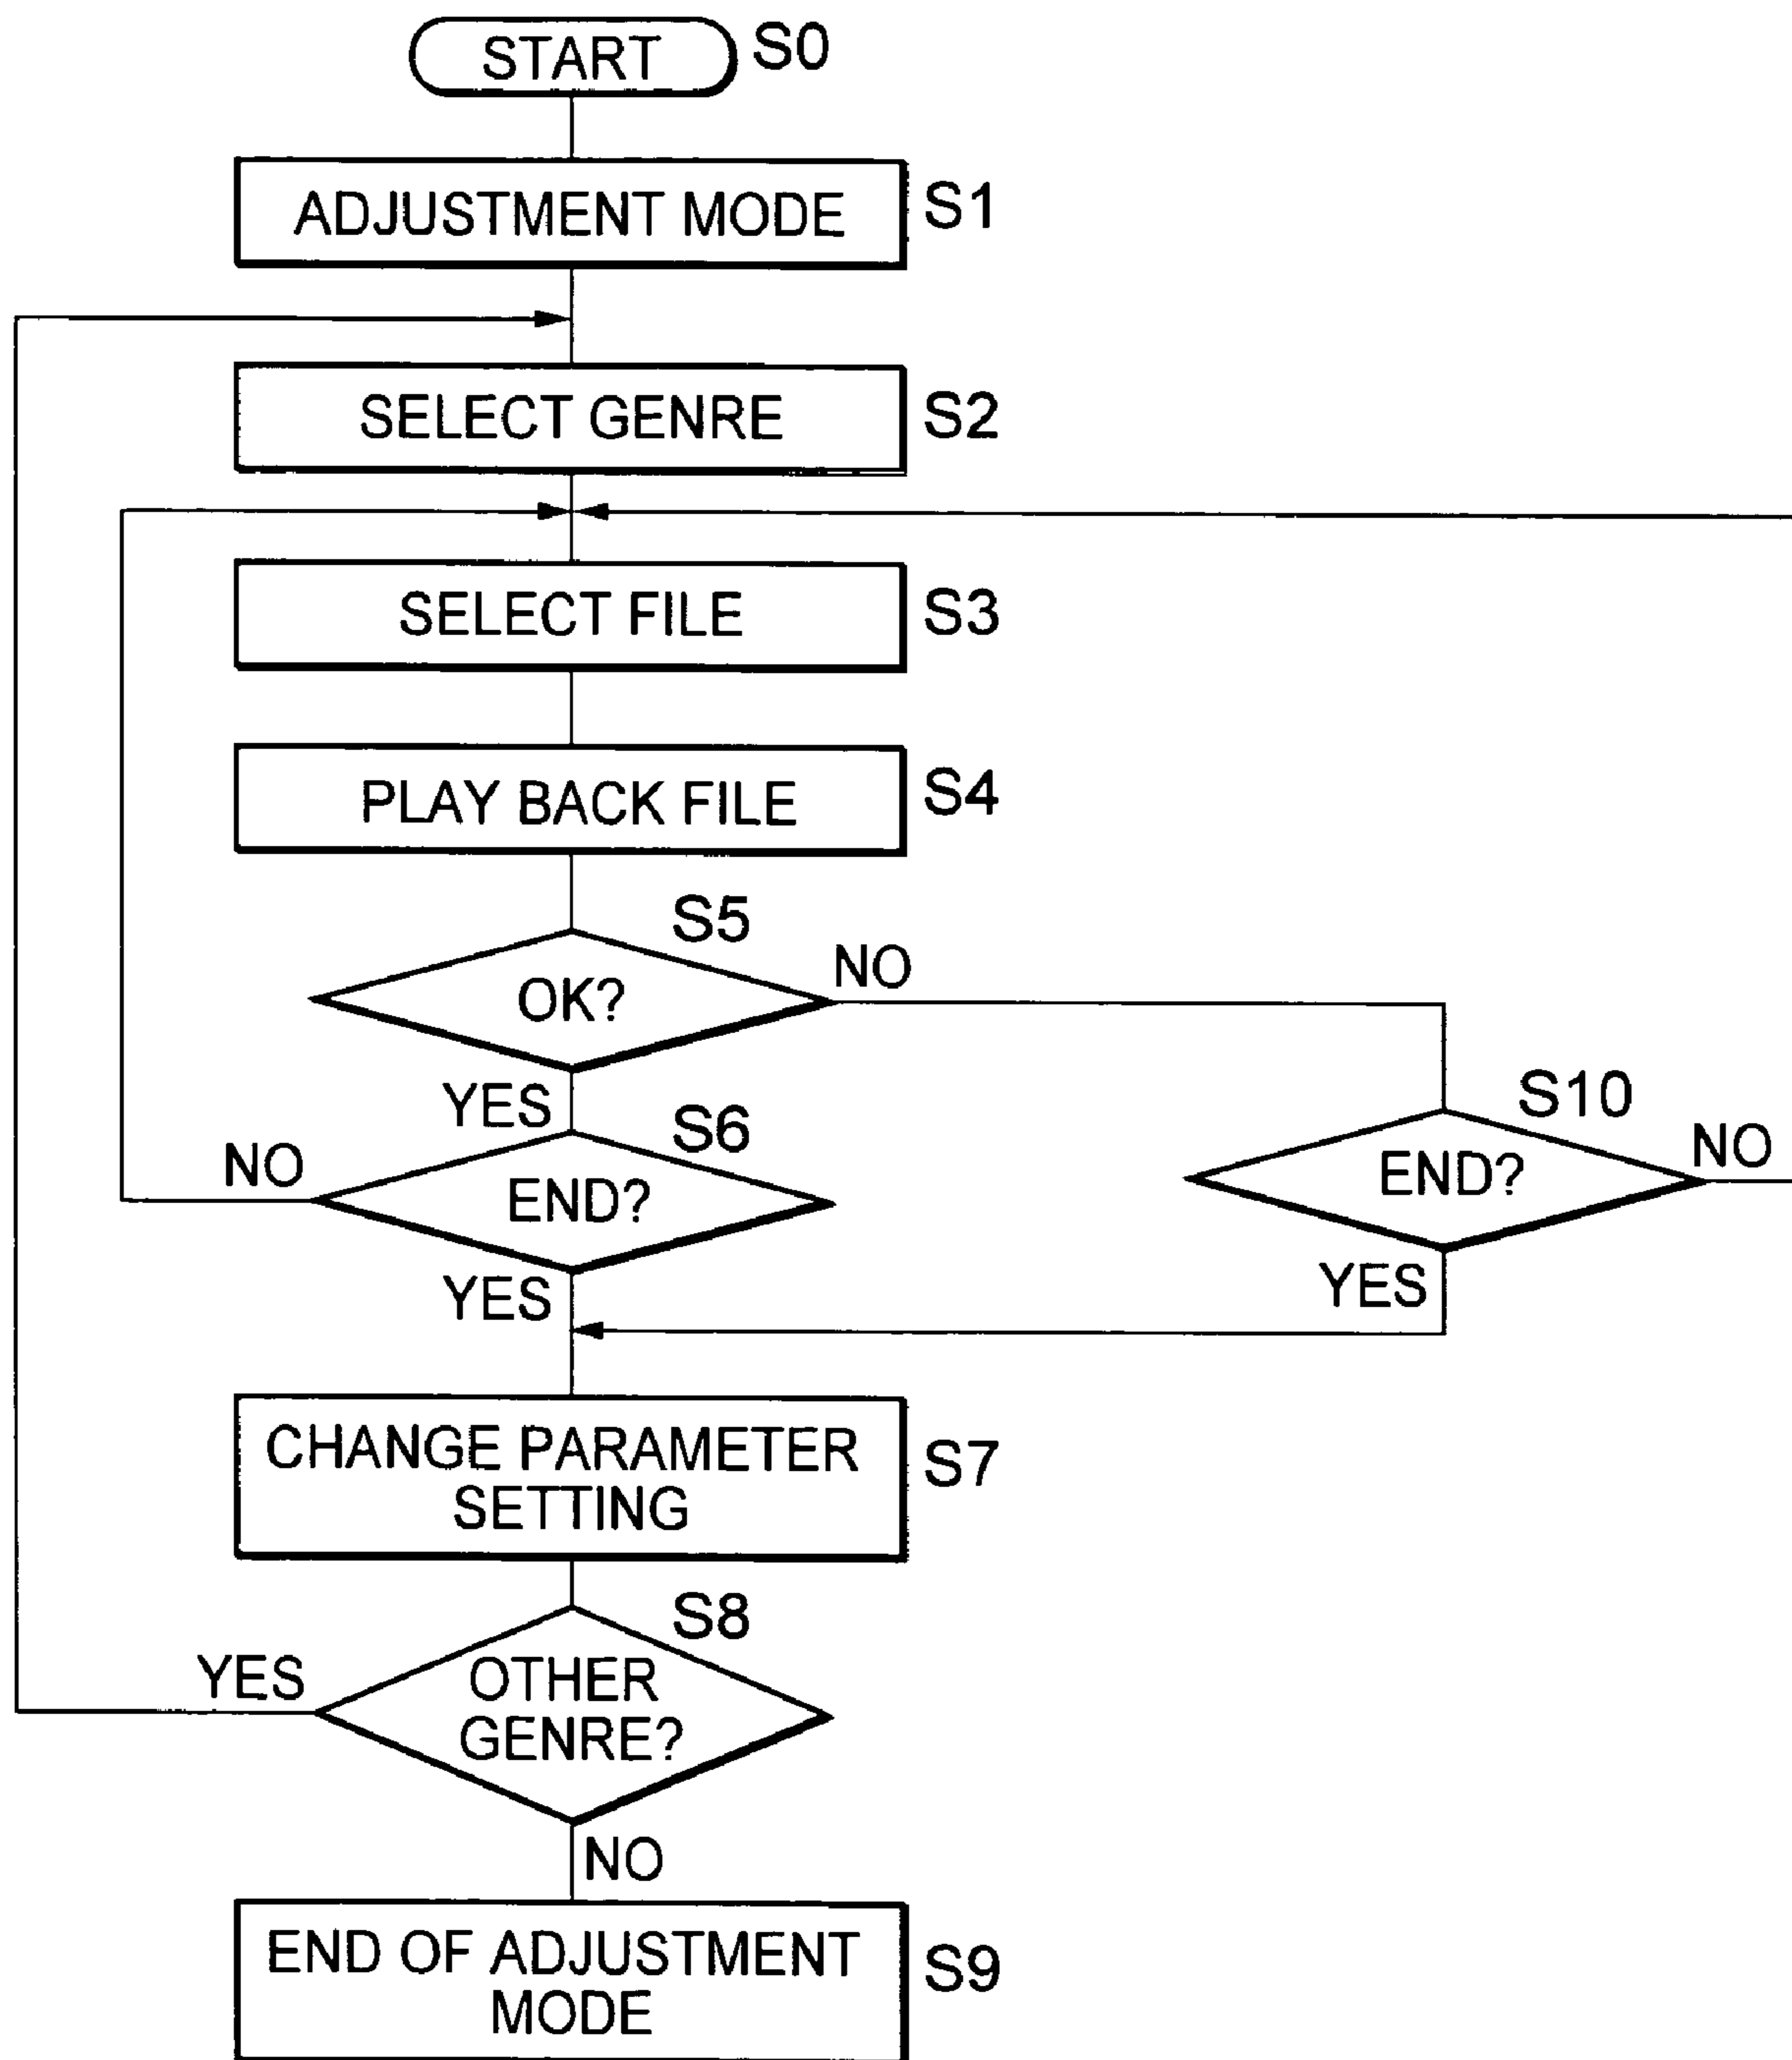 START S0
ADJUSTMENT MODE S1
SELECT GENRE S2
SELECT FILE S3
PLAY BACK FILE S4
S5
OK?
NO
YES
S6
NO
END?
YES
S10
END?
NO
YES
CHANGE PARAMETER
SETTING
S7
S8
YES
OTHER
GENRE?
NO
END OF ADJUSTMENT
MODE
S9